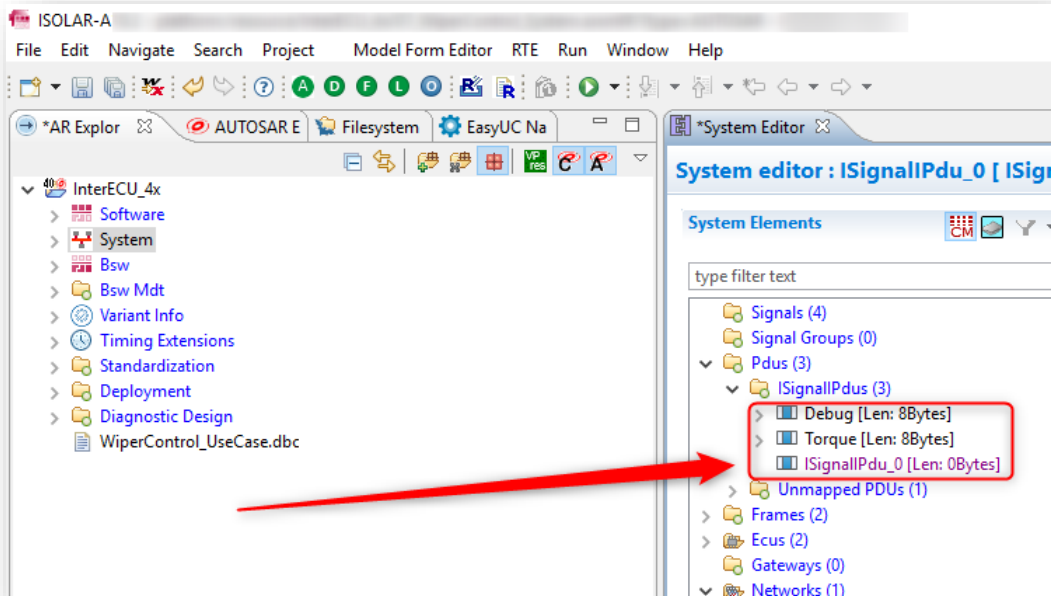 ISOLAR-A
File Edit Navigate Search Project Model Form Editor RTE Run Window Help
*AR Explor AUTOSAR E Filesystem EasyUC Na *System Editor
System editor : ISignalIPdu_0 [ ISign
InterECU_4x
Software
System
Bsw
Bsw Mdt
Variant Info
Timing Extensions
Standardization
Deployment
Diagnostic Design
WiperControl_UseCase.dbc
System Elements
CM
type filter text
Signals (4)
Signal Groups (0)
Pdus (3)
ISignalIPdus (3)
Debug [Len: 8Bytes]
Torque [Len: 8Bytes]
ISignalIPdu_0 [Len: 0Bytes]
Unmapped PDUs (1)
Frames (2)
Ecus (2)
Gateways (0)
Networks (1)